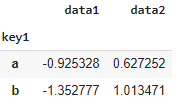 data1 data2
key1
a -0.925328 0.627252
b -1.352777 1.013471